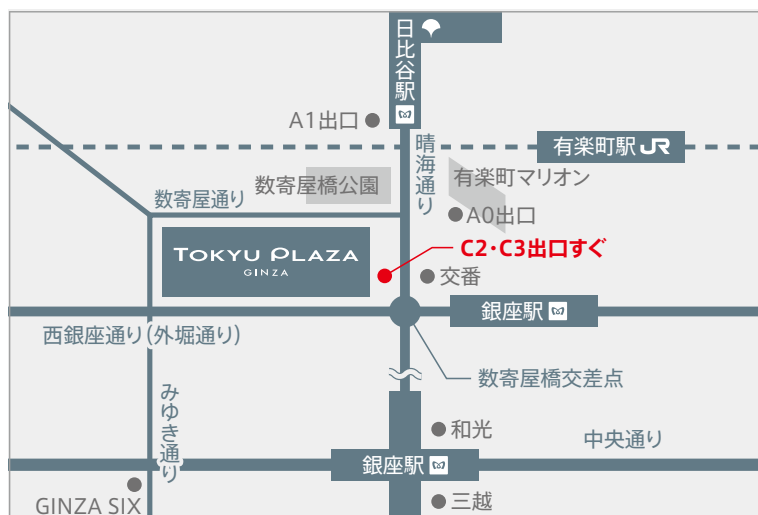 日比谷駅
A1出口
有楽町駅 JR
晴海通り
数寄屋橋公園
有楽町マリオン
数寄屋通り
A0出口
TOKYU PLAZA
GINZA
C2・C3出口すぐ
交番
銀座駅
西銀座通り(外堀通り)
数寄屋橋交差点
みゆき通り
和光
中央通り
銀座駅
GINZA SIX
三越